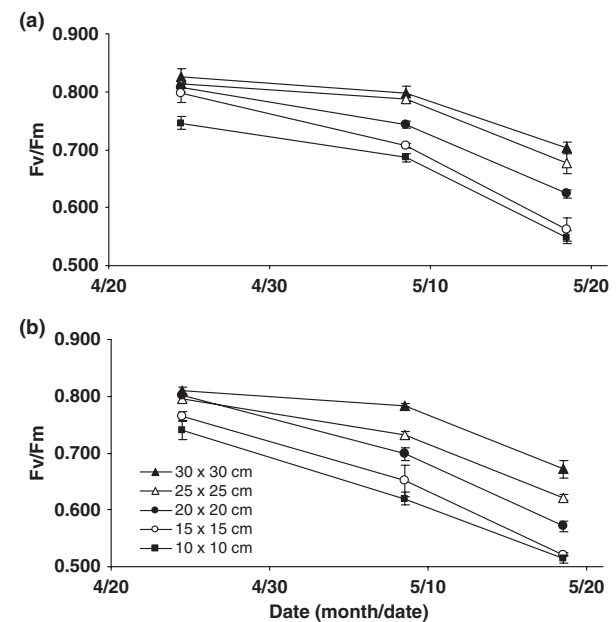 (a)
0.900
0.800
0.700
0.600
0.500
Fv/Fm
4/20 4/30 5/10 5/20
(b)
0.900
0.800
0.700
0.600
0.500
Fv/Fm
30 x 30 cm
25 x 25 cm
20 x 20 cm
15 x 15 cm
10 x 10 cm
4/20 4/30 5/10 5/20
Date (month/date)